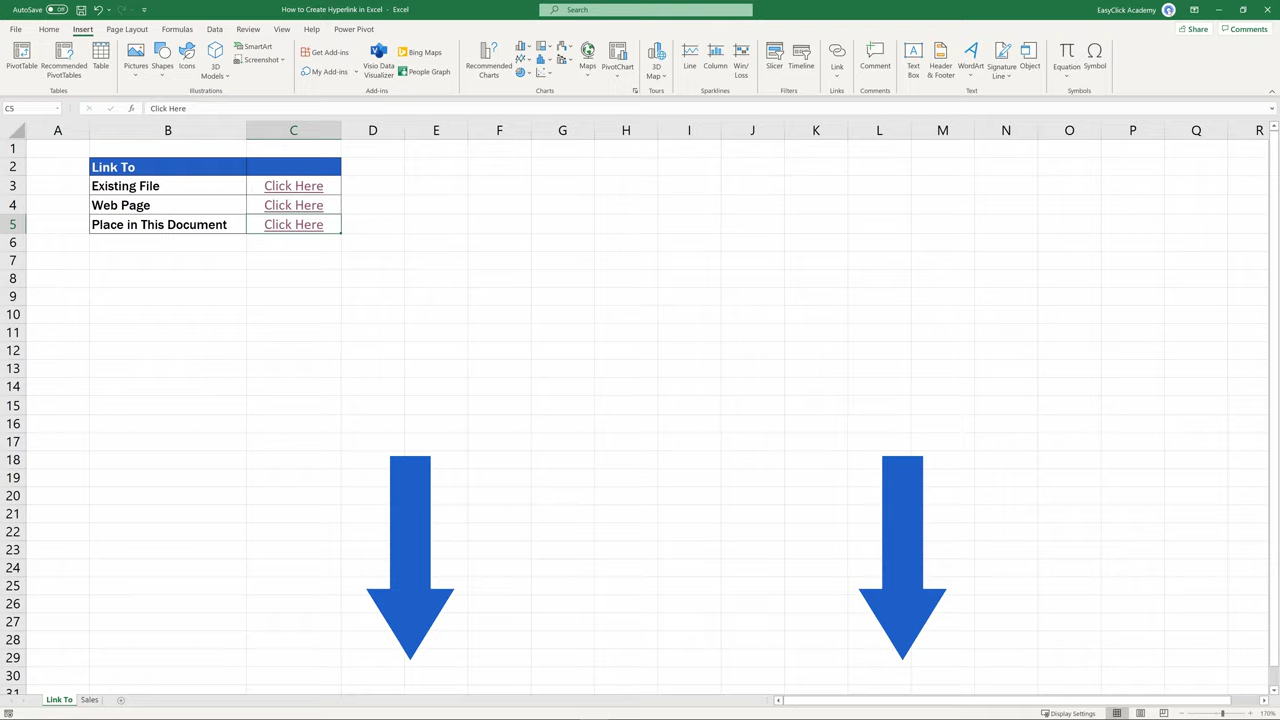 AutoSave Off How to Create Hyperlink in Excel - Excel Search EasyClick Academy
File Home Insert Page Layout Formulas Data Review View Help Power Pivot Share Comments
PivotTable Recommended PivotTables Table Pictures Shapes Icons 3D Models SmartArt Screenshot Get Add-ins My Add-ins Visio Data Visualizer Bing Maps People Graph Recommended Charts Maps PivotChart 3D Map Line Column Win/Loss Slicer Timeline Link Comment Text Box Header & Footer WordArt Signature Line Object Equation Symbol
Tables Illustrations Add-ins Charts Tours Sparklines Filters Links Comments Text Symbols
C5 fx Click Here
A B C D E F G H I J K L M N O P Q R
1
2 Link To
3 Existing File Click Here
4 Web Page Click Here
5 Place in This Document Click Here
6
7
8
9
10
11
12
13
14
15
16
17
18
19
20
21
22
23
24
25
26
27
28
29
30
31
Link To Sales
Display Settings 170%